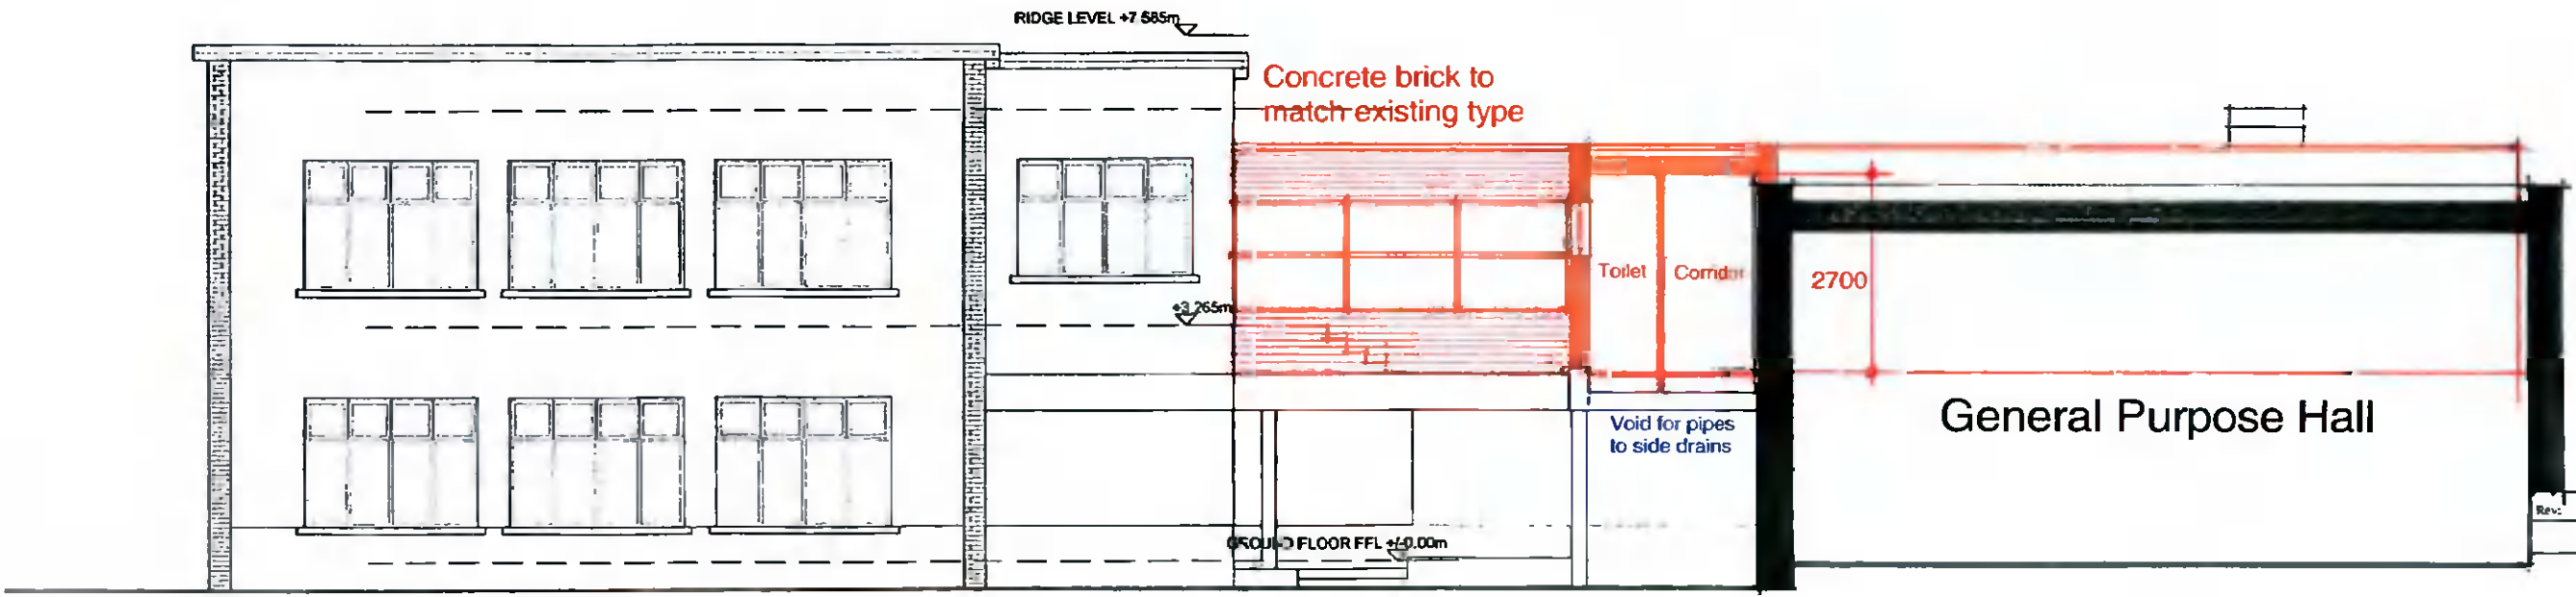 RIDGE LEVEL +7.585m
Concrete brick to
match existing type
Toilet
Corridor
2700
+3.265m
General Purpose Hall
Void for pipes
to side drains
Rev:
GROUND FLOOR FFL +/-0.00m